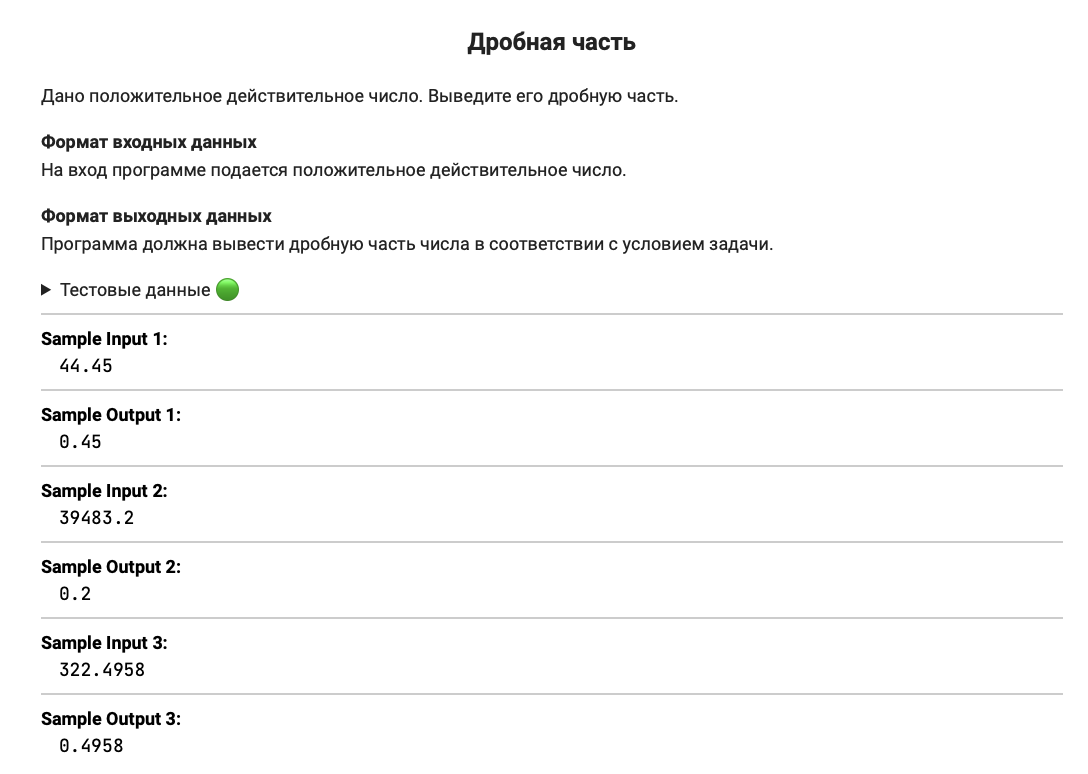 Дробная часть
Дано положительное действительное число. Выведите его дробную часть.
Формат входных данных
На вход программе подается положительное действительное число.
Формат выходных данных
Программа должна вывести дробную часть числа в соответствии с условием задачи.
Тестовые данные
Sample Input 1:
44.45
Sample Output 1:
0.45
Sample Input 2:
39483.2
Sample Output 2:
0.2
Sample Input 3:
322.4958
Sample Output 3:
0.4958